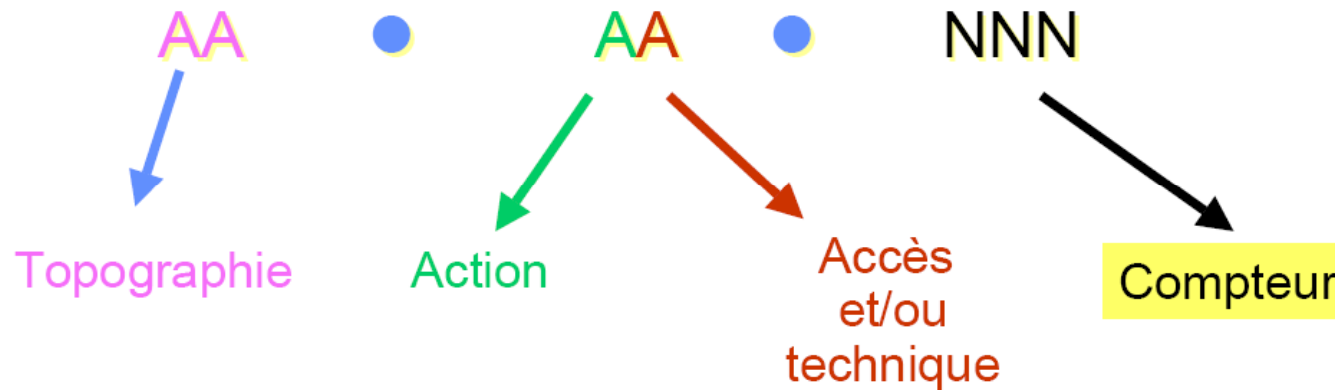 AA • AA • NNN
Topographie Action Accès
et/ou
technique Compteur